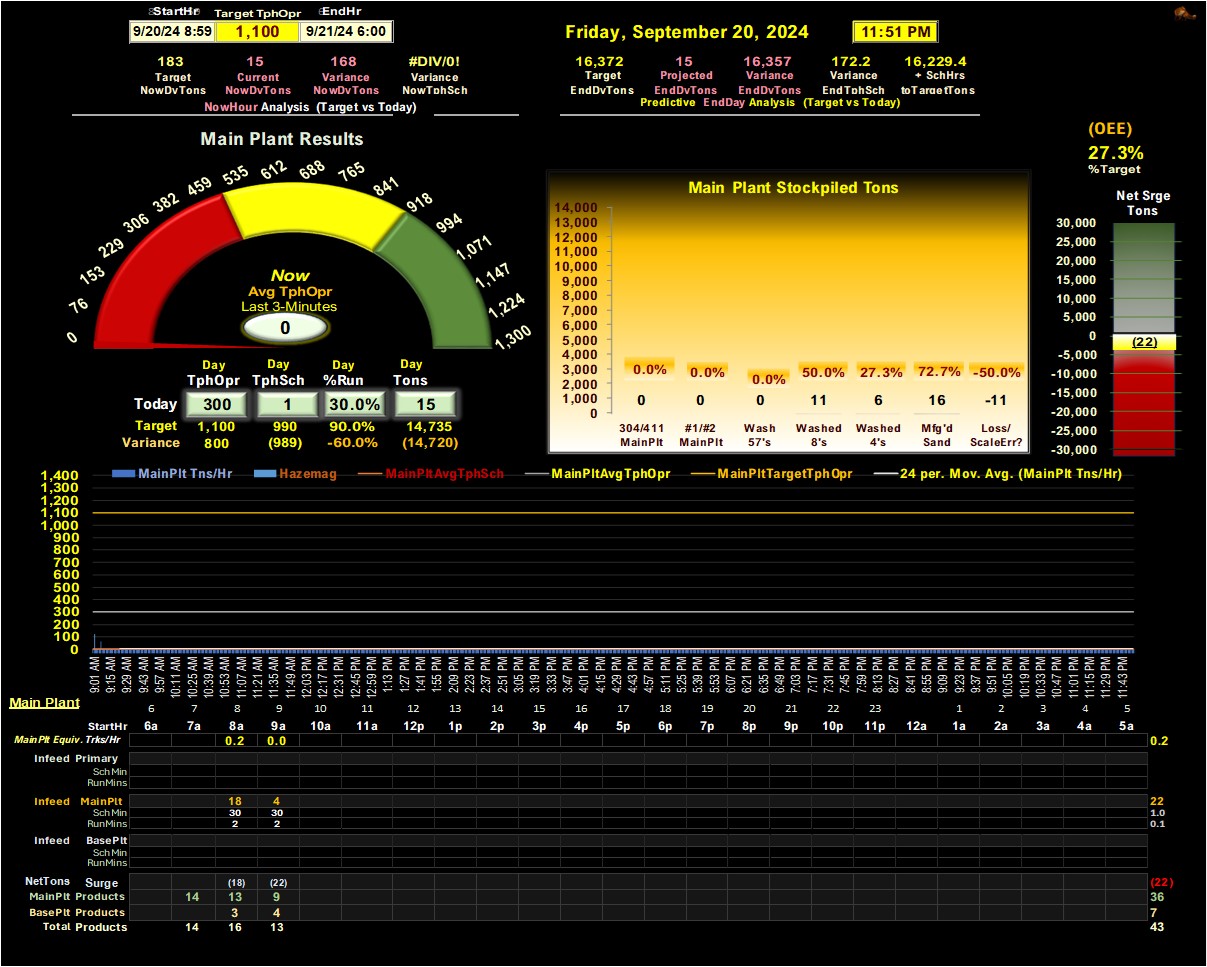 StartHr Target TphOpr EndHr
9/20/24 8:59 1,100 9/21/24 6:00
Friday, September 20, 2024 11:51 PM
183 15 168 #DIV/0!
Target Current Variance Variance
NowDvTons NowDvTons NowDvTons NowTphSch
NowHour Analysis (Target vs Today)
16,372 15 16,357 172.2 16,229.4
Target Projected Variance Variance + SchHrs
EndDvTons EndDvTons EndDvTons EndTphSch toTargetTons
Predictive EndDay Analysis (Target vs Today)
(OEE)
27.3%
%Target
Main Plant Results
0 76 153 229 306 382 459 535 612 688 765 841 918 994 1,071 1,147 1,224 1,300
Now
Avg TphOpr
Last 3-Minutes
0
Day Day Day Day
TphOpr TphSch %Run Tons
Today 300 1 30.0% 15
Target 1,100 990 90.0% 14,735
Variance 800 (989) -60.0% (14,720)
Main Plant Stockpiled Tons
14,000
13,000
12,000
11,000
10,000
9,000
8,000
7,000
6,000
5,000
4,000
3,000
2,000
1,000
0
0.0% 0.0% 0.0% 50.0% 27.3% 72.7% -50.0%
0 0 0 11 6 16 -11
304/411 #1/#2 Wash Washed Washed Mfg'd Loss/
MainPlt MainPlt 57's 8's 4's Sand ScaleErr?
Net Srge
Tons
30,000
25,000
20,000
15,000
10,000
5,000
0
-5,000
-10,000
-15,000
-20,000
-25,000
-30,000
(22)
MainPlt Tns/Hr Hazemag MainPltAvgTphSch MainPltAvgTphOpr MainPltTargetTphOpr 24 per. Mov. Avg. (MainPlt Tns/Hr)
1,400
1,300
1,200
1,100
1,000
900
800
700
600
500
400
300
200
100
0
9:01 AM 9:15 AM 9:29 AM 9:43 AM 9:57 AM 10:11 AM 10:25 AM 10:39 AM 10:53 AM 11:07 AM 11:21 AM 11:35 AM 11:49 AM 12:03 PM 12:17 PM 12:31 PM 12:45 PM 12:59 PM 1:13 PM 1:27 PM 1:41 PM 1:55 PM 2:09 PM 2:23 PM 2:37 PM 2:51 PM 3:05 PM 3:19 PM 3:33 PM 3:47 PM 4:01 PM 4:15 PM 4:29 PM 4:43 PM 4:57 PM 5:11 PM 5:25 PM 5:39 PM 5:53 PM 6:07 PM 6:21 PM 6:35 PM 6:49 PM 7:03 PM 7:17 PM 7:31 PM 7:45 PM 7:59 PM 8:13 PM 8:27 PM 8:41 PM 8:55 PM 9:09 PM 9:23 PM 9:37 PM 9:51 PM 10:05 PM 10:19 PM 10:33 PM 10:47 PM 11:01 PM 11:15 PM 11:29 PM 11:43 PM
Main Plant
6 7 8 9 10 11 12 13 14 15 16 17 18 19 20 21 22 23 1 2 3 4 5
StartHr 6a 7a 8a 9a 10a 11a 12p 1p 2p 3p 4p 5p 6p 7p 8p 9p 10p 11p 12a 1a 2a 3a 4a 5a
MainPlt Equiv. Trks/Hr 0.2 0.0 0.2
Infeed Primary
Sch Min
RunMins
Infeed MainPlt 18 4 22
Sch Min 30 30 1.0
RunMins 2 2 0.1
Infeed BasePlt
Sch Min
RunMins
NetTons Surge (18) (22) (22)
MainPlt Products 14 13 9 36
BasePlt Products 3 4 7
Total Products 14 16 13 43